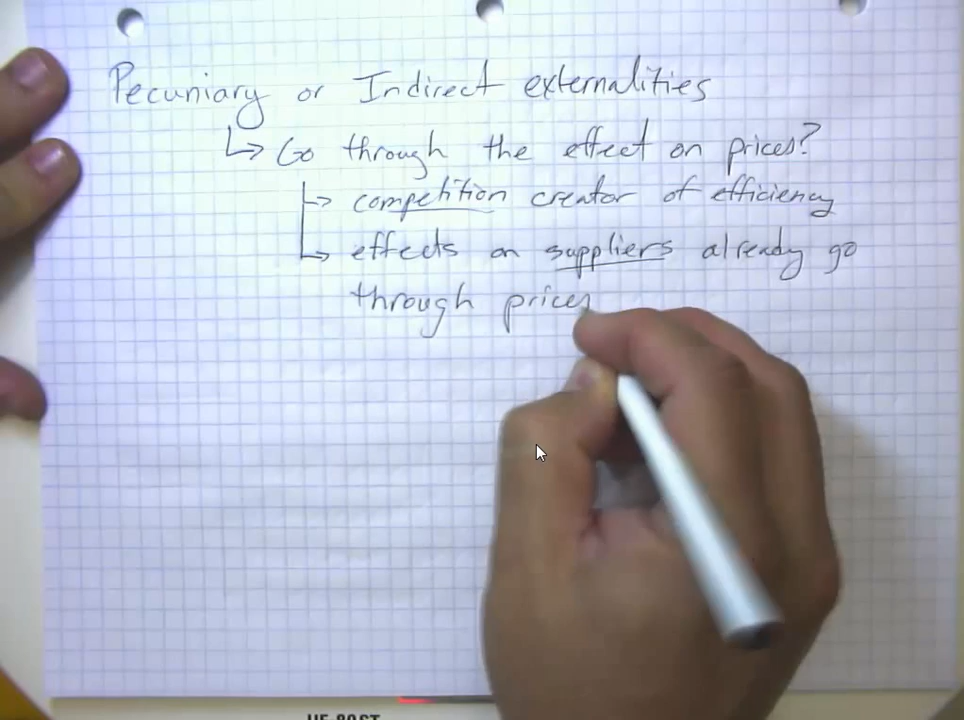 Pecuniary or Indirect externalities
↳ Go through the effect on prices?
↳ competition creator of efficiency
↳ effects on suppliers already go
through prices